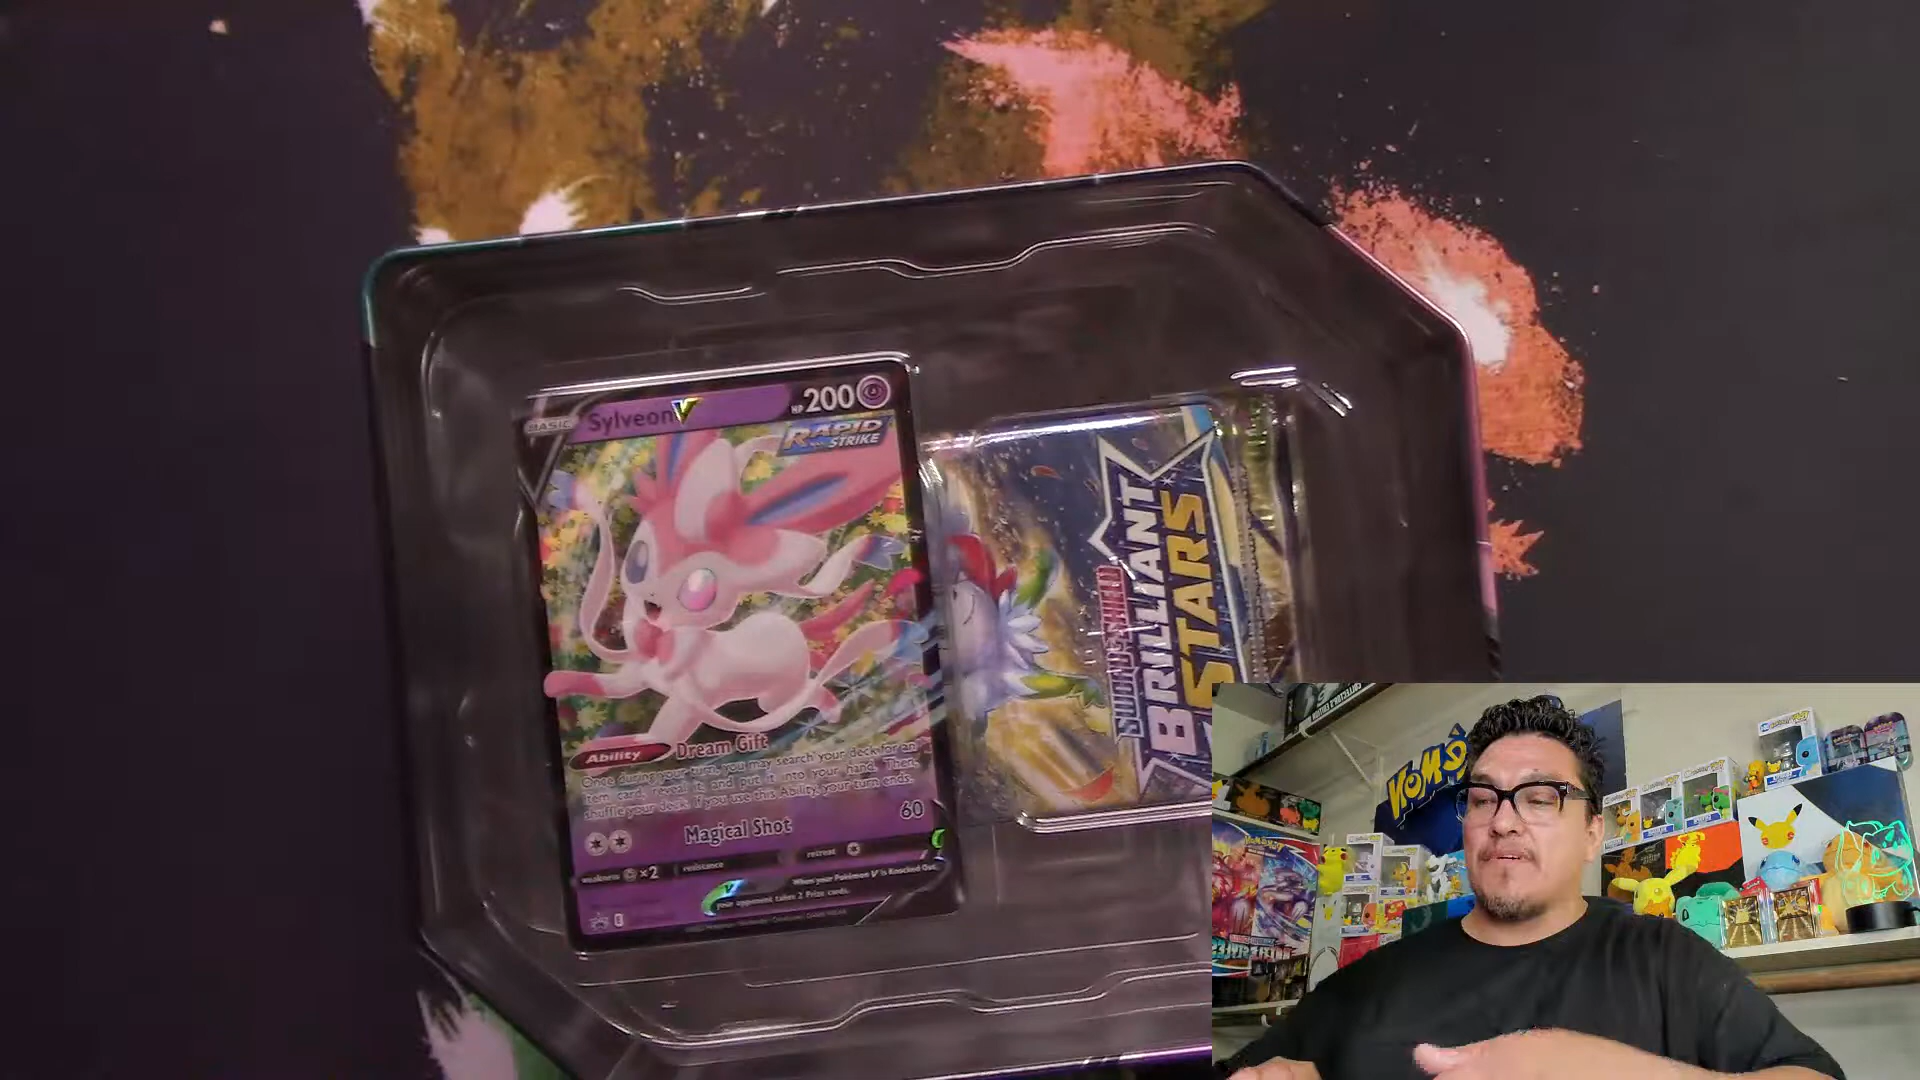 BASIC
Sylveon V
HP 200
RAPID
STRIKE
Ability
Dream Gift
Once during your turn, you may search your deck for an
item card, reveal it, and put it into your hand. Then,
shuffle your deck. If you use this Ability, your turn ends.
Magical Shot
60
weakness ×2
resistance
retreat
When your Pokémon V is Knocked Out,
your opponent takes 2 Prize cards.
SWORD & SHIELD
BRILLIANT
STARS